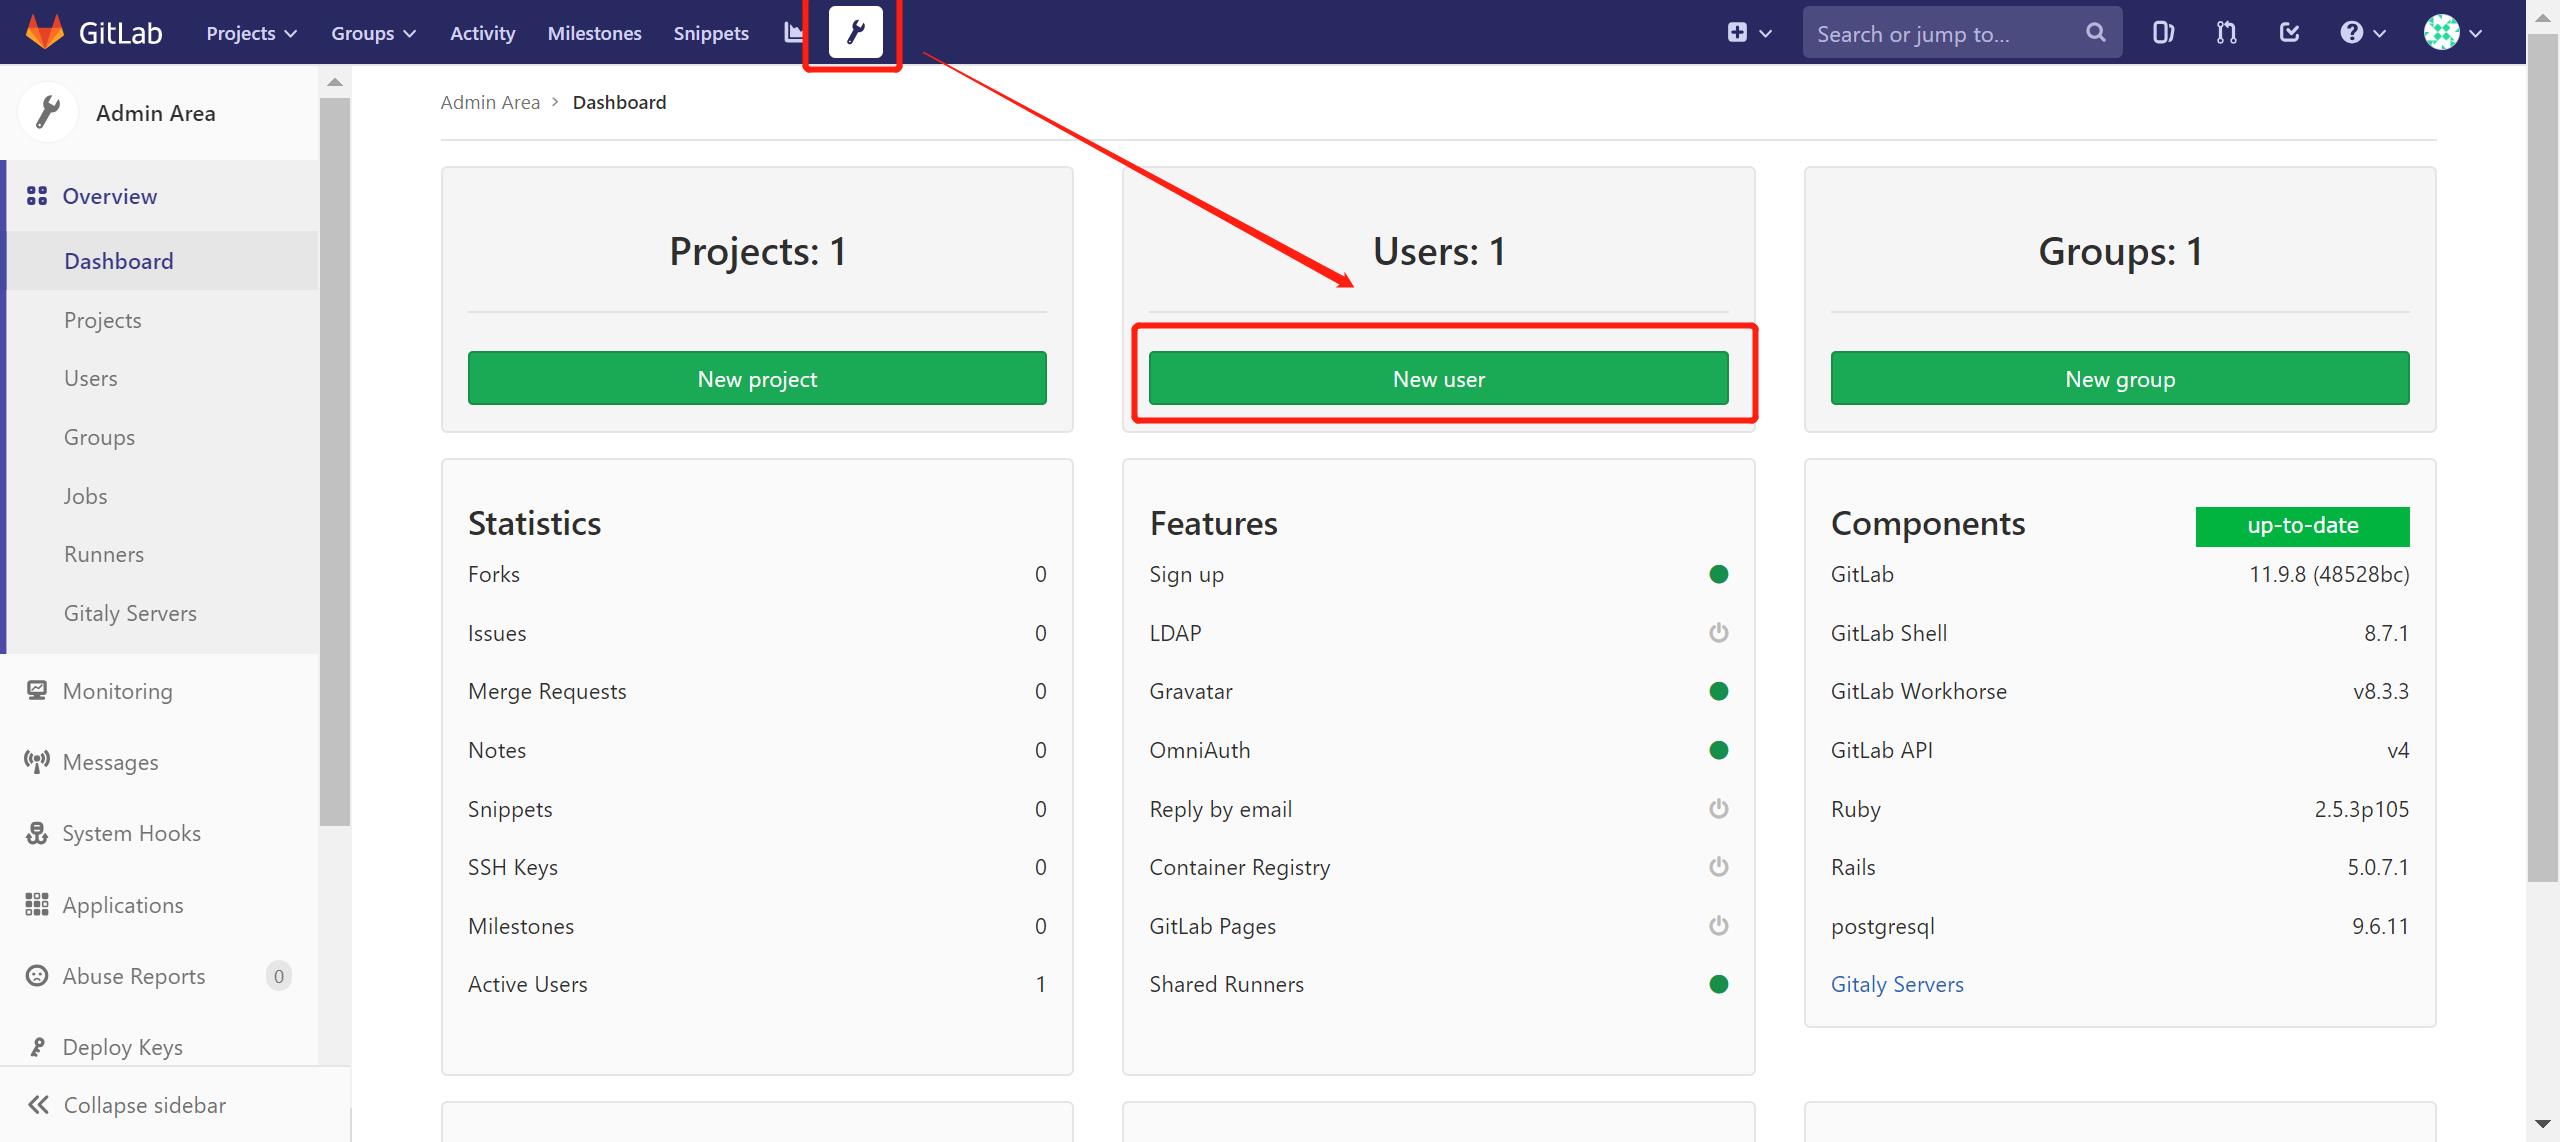 GitLab Projects Groups Activity Milestones Snippets Search or jump to...
Admin Area
Overview
Dashboard
Projects
Users
Groups
Jobs
Runners
Gitaly Servers
Monitoring
Messages
System Hooks
Applications
Abuse Reports 0
Deploy Keys
Collapse sidebar
Admin Area > Dashboard
Projects: 1
New project
Users: 1
New user
Groups: 1
New group
Statistics
Forks 0
Issues 0
Merge Requests 0
Notes 0
Snippets 0
SSH Keys 0
Milestones 0
Active Users 1
Features
Sign up
LDAP
Gravatar
OmniAuth
Reply by email
Container Registry
GitLab Pages
Shared Runners
Components up-to-date
GitLab 11.9.8 (48528bc)
GitLab Shell 8.7.1
GitLab Workhorse v8.3.3
GitLab API v4
Ruby 2.5.3p105
Rails 5.0.7.1
postgresql 9.6.11
Gitaly Servers